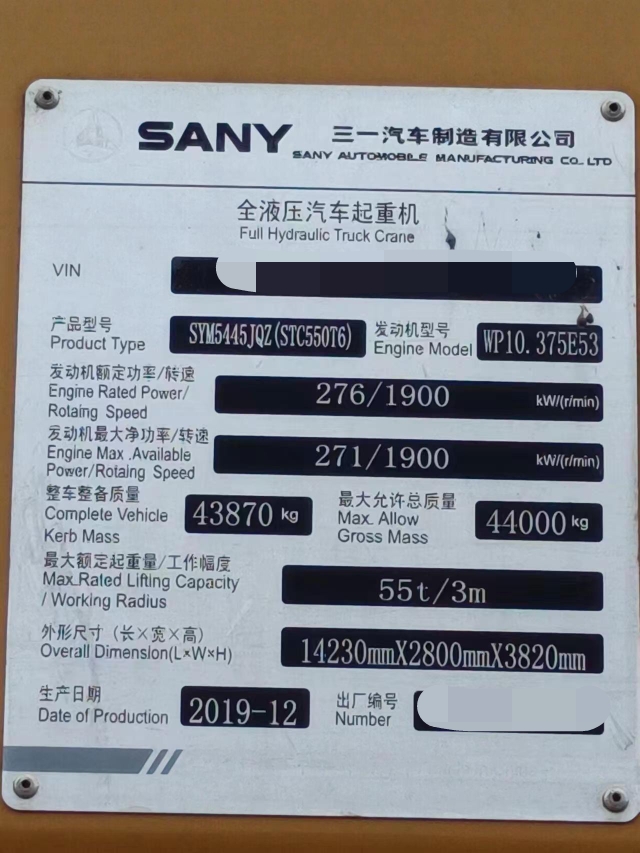 SANY 三一汽车制造有限公司
SANY AUTOMOBILE MANUFACTURING CO., LTD
全液压汽车起重机
Full Hydraulic Truck Crane
VIN
产品型号 SYM5445JQZ(STC550T6) 发动机型号 WP10.375E53
Product Type Engine Model
发动机额定功率/转速
Engine Rated Power/ 276/1900 kW/(r/min)
Rotaing Speed
发动机最大净功率/转速
Engine Max .Available 271/1900 kW/(r/min)
Power/Rotaing Speed
整车整备质量 最大允许总质量
Complete Vehicle 43870 kg Max. Allow 44000 kg
Kerb Mass Gross Mass
最大额定起重量/工作幅度
Max.Rated Lifting Capacity 55t/3m
/ Working Radius
外形尺寸（长×宽×高）
Overall Dimension(L×W×H) 14230mmX2800mmX3820mm
生产日期 2019-12 出厂编号
Date of Production Number